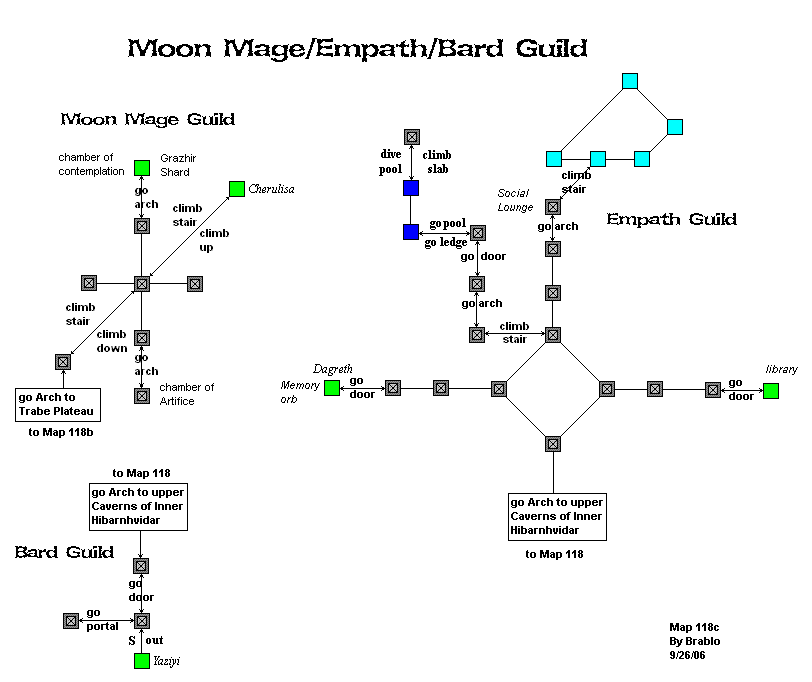 Moon Mage/Empath/Bard Guild
Moon Mage Guild
chamber of
contemplation
Grazhir
Shard
go
arch
Cherulisa
climb
stair
climb
up
climb
stair
climb
down
go
arch
chamber of
Artifice
go Arch to
Trabe Plateau
to Map 118b
dive
pool
climb
slab
go pool
go ledge
go door
go arch
climb
stair
Social
Lounge
climb
stair
go arch
Empath Guild
Dagreth
Memory
orb
go
door
library
go
door
go Arch to upper
Caverns of Inner
Hibarnhvidar
to Map 118
to Map 118
go Arch to upper
Caverns of Inner
Hibarnhvidar
Bard Guild
go
door
go
portal
S out
Yaziyi
Map 118c
By Brablo
9/26/06